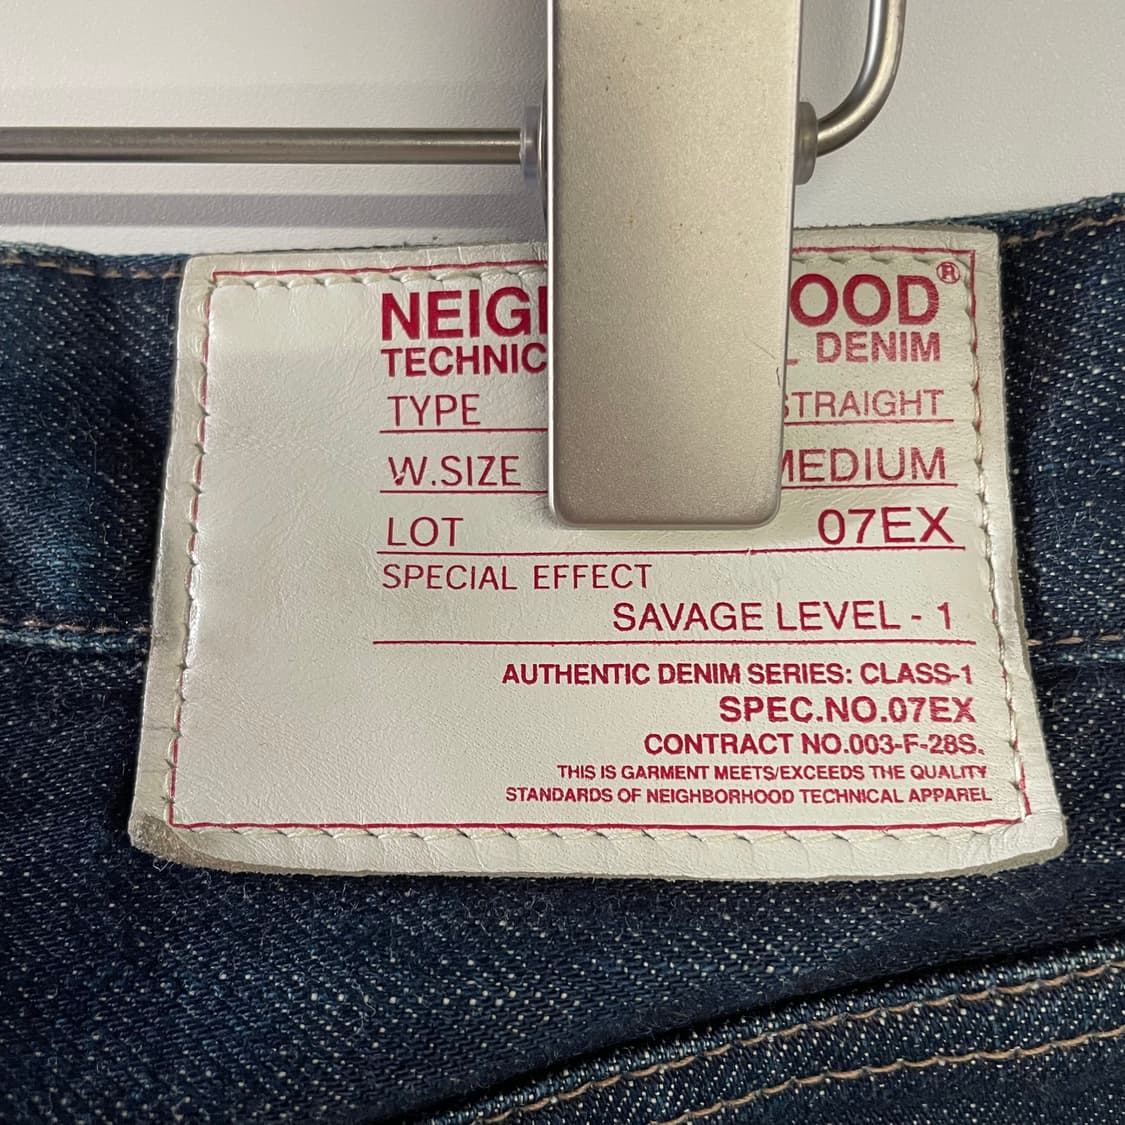 NEIG OOD®
TECHNIC DENIM
TYPE STRAIGHT
W.SIZE MEDIUM
LOT 07EX
SPECIAL EFFECT
SAVAGE LEVEL - 1
AUTHENTIC DENIM SERIES: CLASS-1
SPEC.NO.07EX
CONTRACT NO.003-F-28S.
THIS IS GARMENT MEETS/EXCEEDS THE QUALITY
STANDARDS OF NEIGHBORHOOD TECHNICAL APPAREL